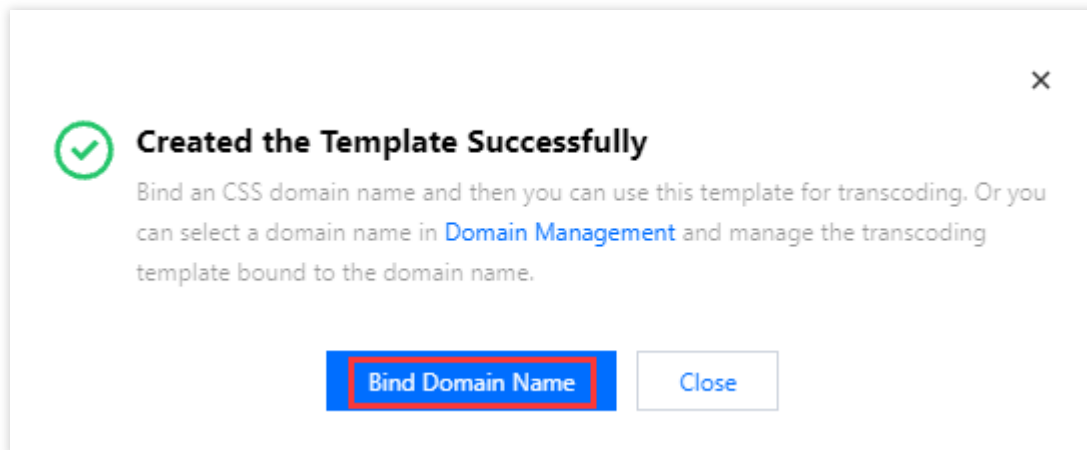 Created the Template Successfully
Bind an CSS domain name and then you can use this template for transcoding. Or you
can select a domain name in Domain Management and manage the transcoding
template bound to the domain name.
Bind Domain Name
Close